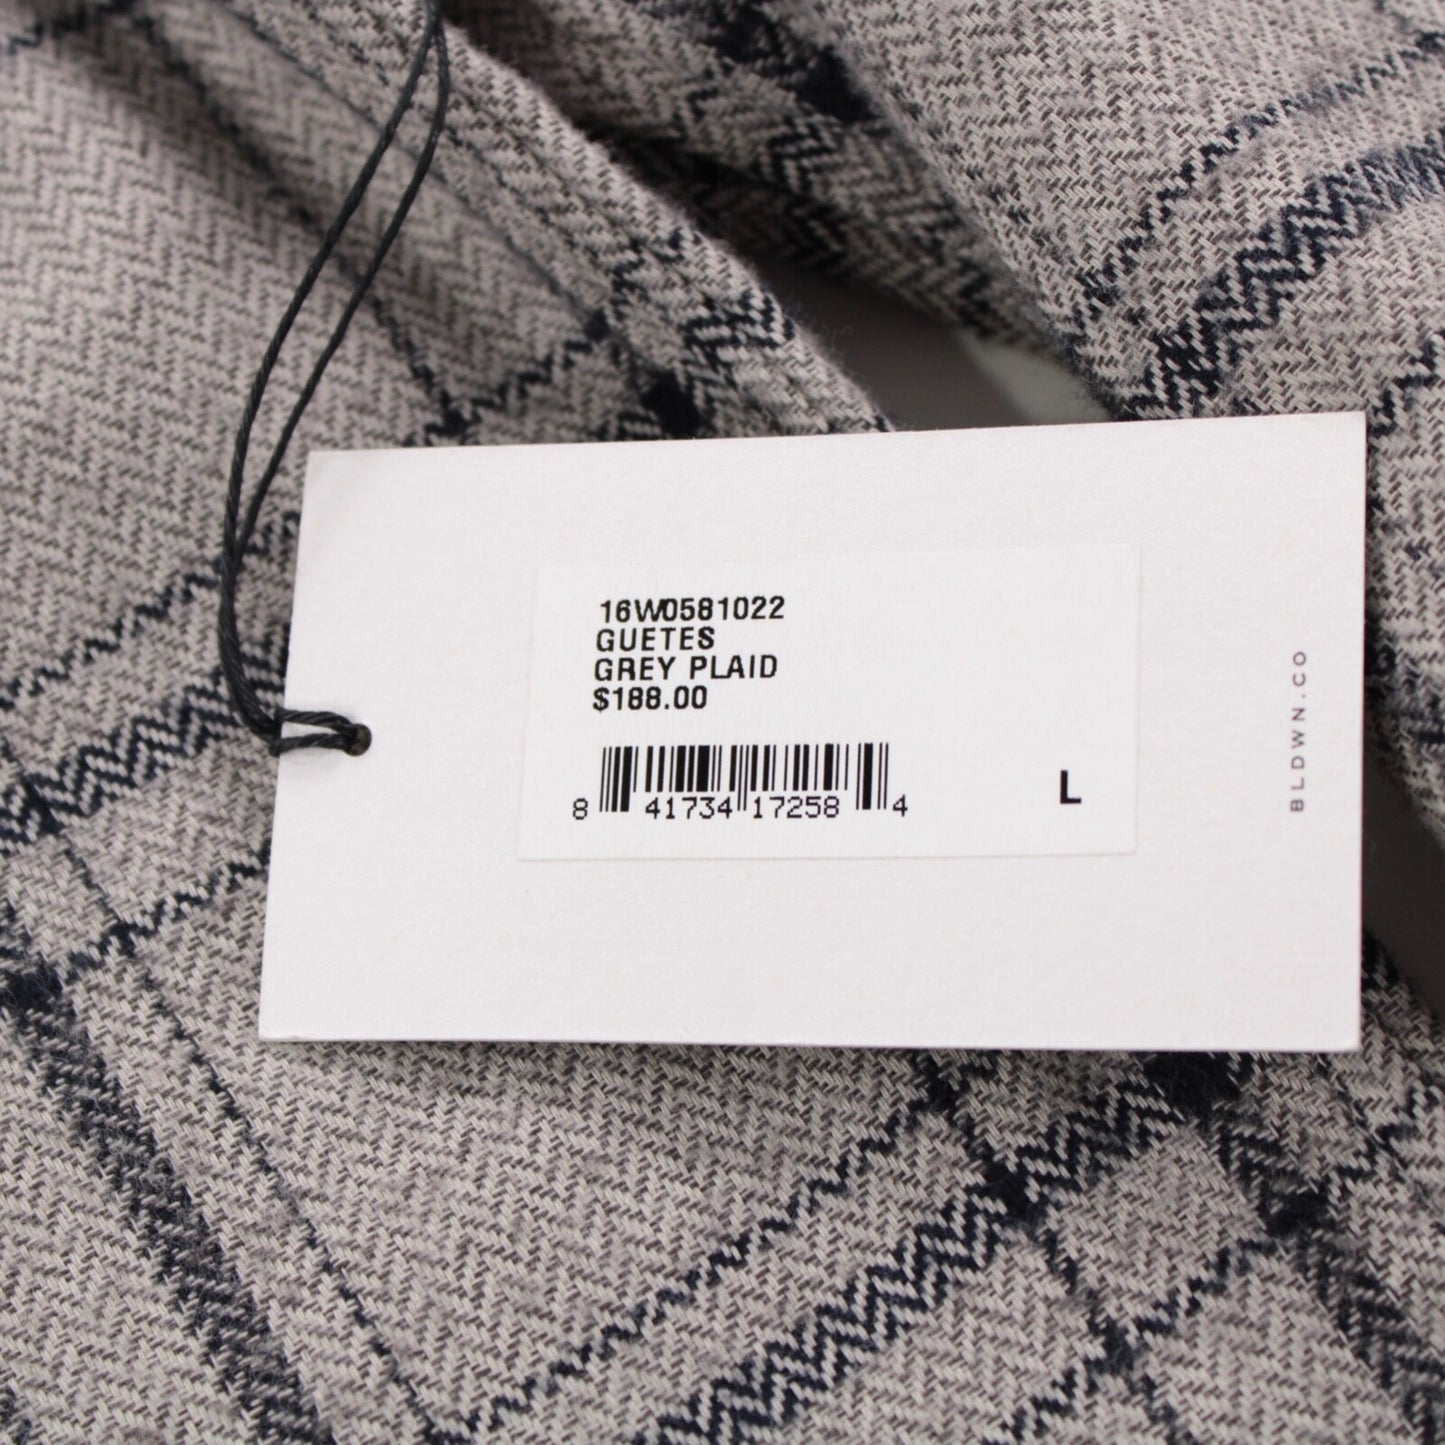 16W0581022
GUETES
GREY PLAID
$188.00
8 41734 17258 4
L
BLDWN.CO